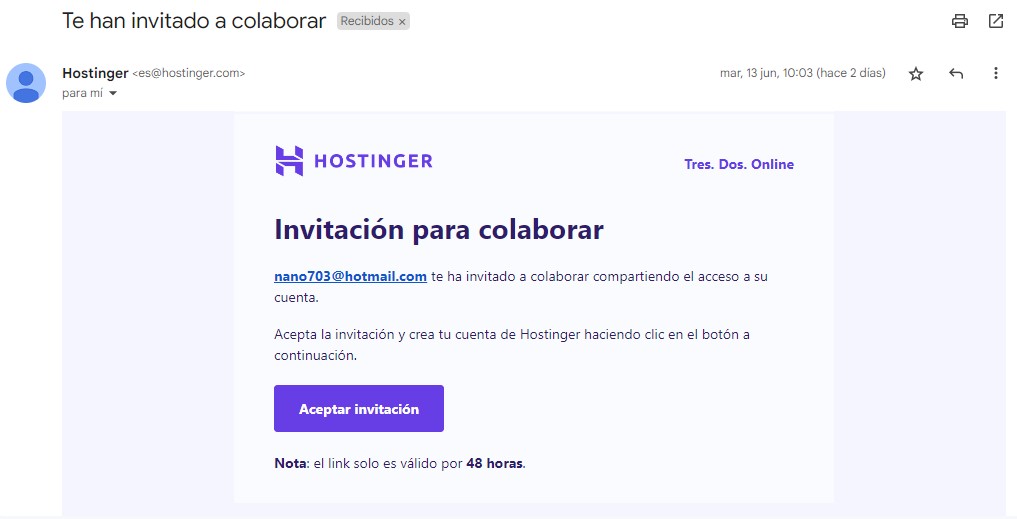 Te han invitado a colaborar Recibidos ×
Hostinger <es@hostinger.com> mar, 13 jun, 10:03 (hace 2 días)
para mí
HOSTINGER Tres. Dos. Online
Invitación para colaborar
nano703@hotmail.com te ha invitado a colaborar compartiendo el acceso a su
cuenta.
Acepta la invitación y crea tu cuenta de Hostinger haciendo clic en el botón a
continuación.
Aceptar invitación
Nota: el link solo es válido por 48 horas.